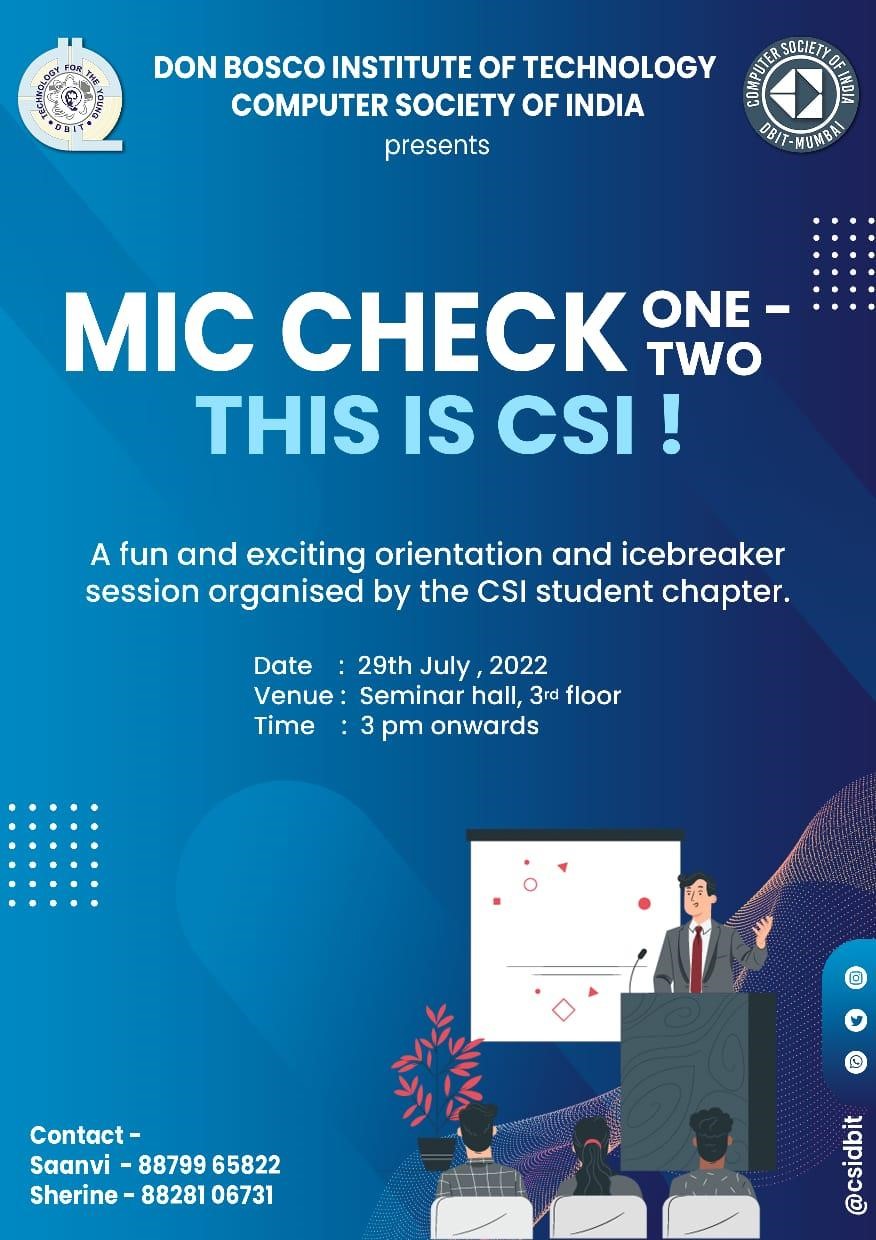 TECHNOLOGY FOR THE YOUNG
• DBIT •
DON BOSCO INSTITUTE OF TECHNOLOGY
COMPUTER SOCIETY OF INDIA
presents
COMPUTER SOCIETY OF INDIA
DBIT-MUMBAI
MIC CHECK ONE -
TWO
THIS IS CSI !
A fun and exciting orientation and icebreaker
session organised by the CSI student chapter.
Date : 29th July , 2022
Venue : Seminar hall, 3rd floor
Time : 3 pm onwards
Contact -
Saanvi - 88799 65822
Sherine - 88281 06731
@csidbit